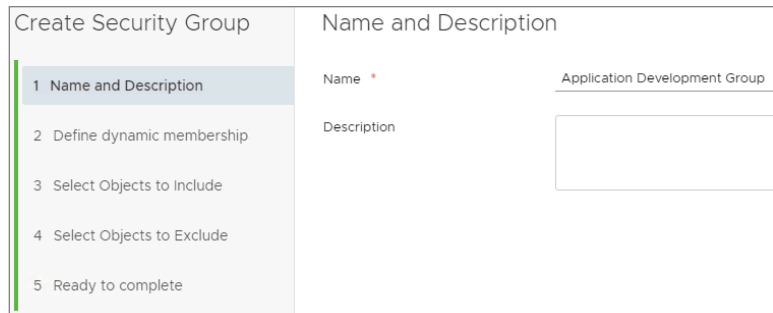 Create Security Group
1 Name and Description
2 Define dynamic membership
3 Select Objects to Include
4 Select Objects to Exclude
5 Ready to complete
Name and Description
Name * Application Development Group
Description